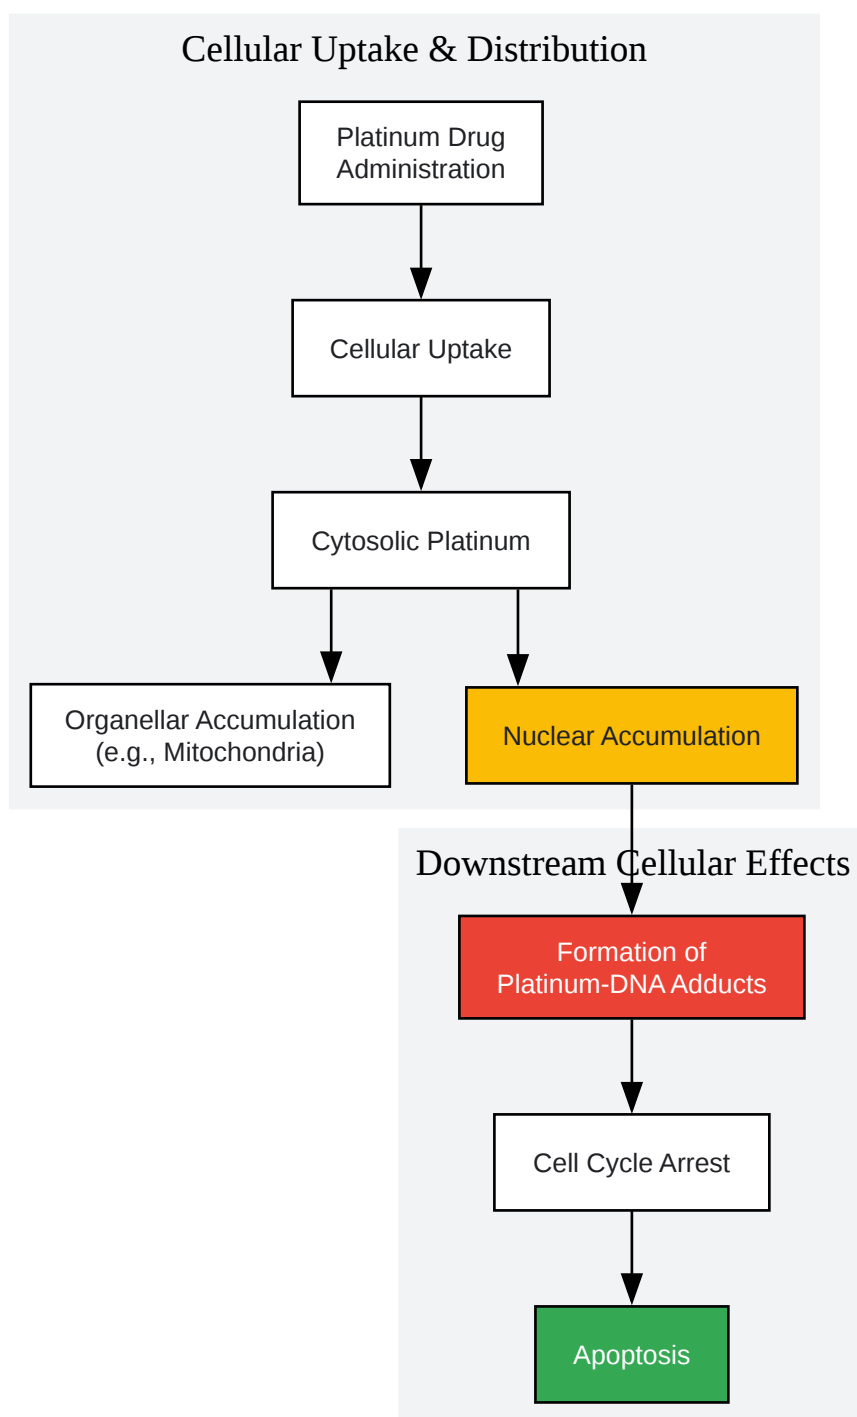 Cellular Uptake & Distribution
Platinum Drug
Administration
Cellular Uptake
Cytosolic Platinum
Organellar Accumulation
(e.g., Mitochondria)
Nuclear Accumulation
Downstream Cellular Effects
Formation of
Platinum-DNA Adducts
Cell Cycle Arrest
Apoptosis